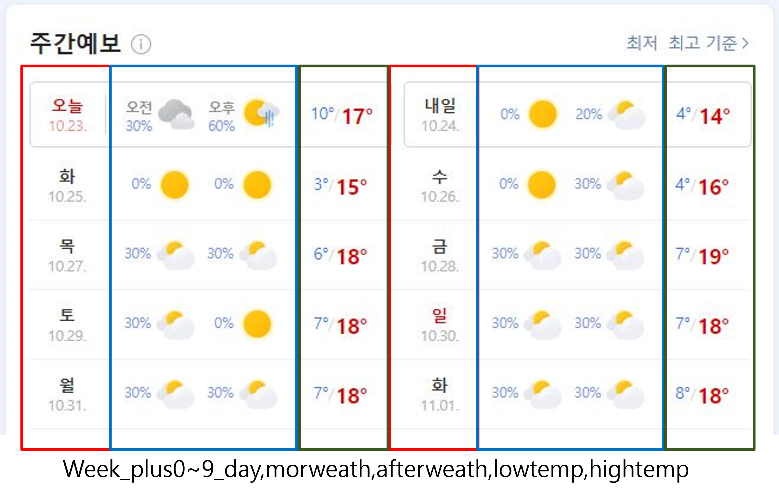 주간예보 ⓘ 최저 최고 기준 >
오늘 10.23. 오전 30% 오후 60% 10°/17°
내일 10.24. 0% 20% 4°/14°
화 10.25. 0% 0% 3°/15°
수 10.26. 0% 30% 4°/16°
목 10.27. 30% 30% 6°/18°
금 10.28. 30% 30% 7°/19°
토 10.29. 30% 0% 7°/18°
일 10.30. 30% 30% 7°/18°
월 10.31. 30% 30% 7°/18°
화 11.01. 30% 30% 8°/18°
Week_plus0~9_day,morweath,afterweath,lowtemp,hightemp